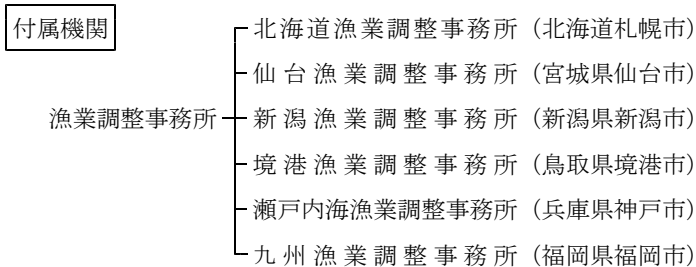 付属機関
北海道漁業調整事務所（北海道札幌市）
仙台漁業調整事務所（宮城県仙台市）
漁業調整事務所 新潟漁業調整事務所（新潟県新潟市）
境港漁業調整事務所（鳥取県境港市）
瀬戸内海漁業調整事務所（兵庫県神戸市）
九州漁業調整事務所（福岡県福岡市）